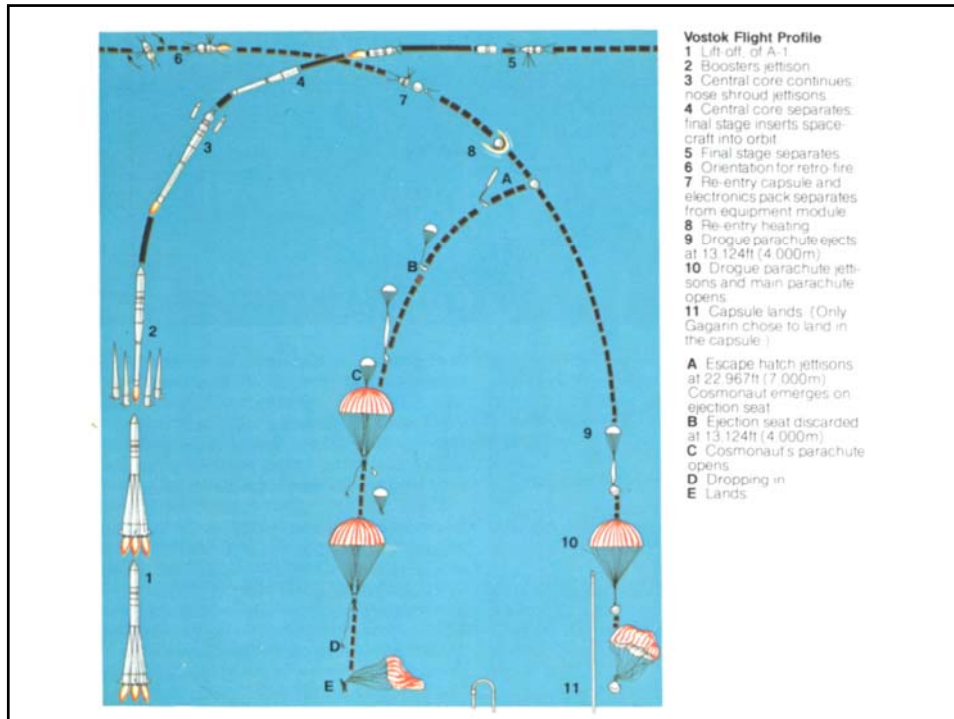 Vostok Flight Profile
1 Lift-off, of A-1
2 Boosters jettison
3 Central core continues:
nose shroud jettisons
4 Central core separates:
final stage inserts space-
craft into orbit
5 Final stage separates
6 Orientation for retro-fire
7 Re-entry capsule and
electronics pack separates
from equipment module
8 Re-entry heating
9 Drogue parachute ejects
at 13.124ft (4.000m)
10 Drogue parachute jetti-
sons and main parachute
opens
11 Capsule lands. (Only
Gagarin chose to land in
the capsule.)
A Escape hatch jettisons
at 22.967ft (7.000m)
Cosmonaut emerges on
ejection seat
B Ejection seat discarded
at 13.124ft (4.000m)
C Cosmonaut's parachute
opens
D Dropping in
E Lands
6
5
4
7
3
8
A
B
2
C
9
10
1
D
E
11